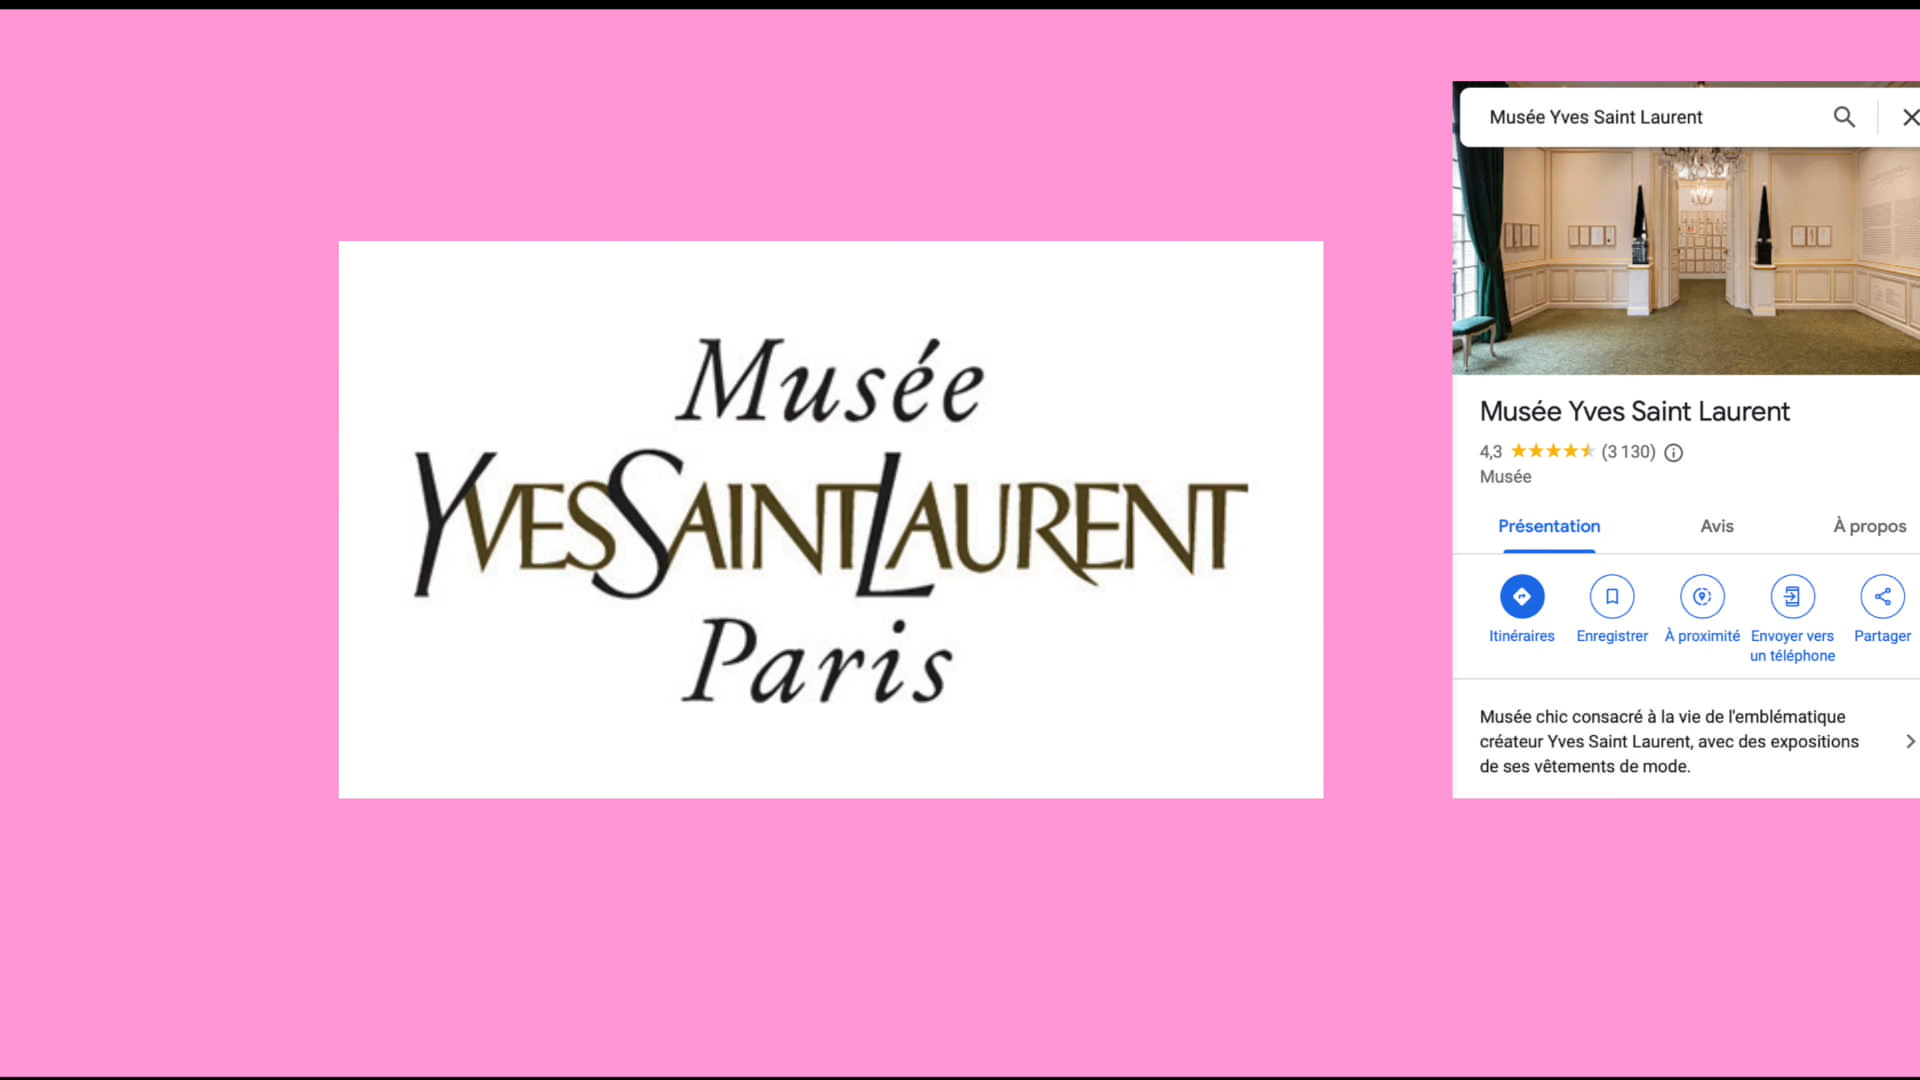 Musée
YVESSAINTLAURENT
Paris
Musée Yves Saint Laurent
Musée Yves Saint Laurent
4,3 (3 130)
Musée
Présentation Avis À propos
Itinéraires Enregistrer À proximité Envoyer vers un téléphone Partager
Musée chic consacré à la vie de l'emblématique
créateur Yves Saint Laurent, avec des expositions
de ses vêtements de mode.